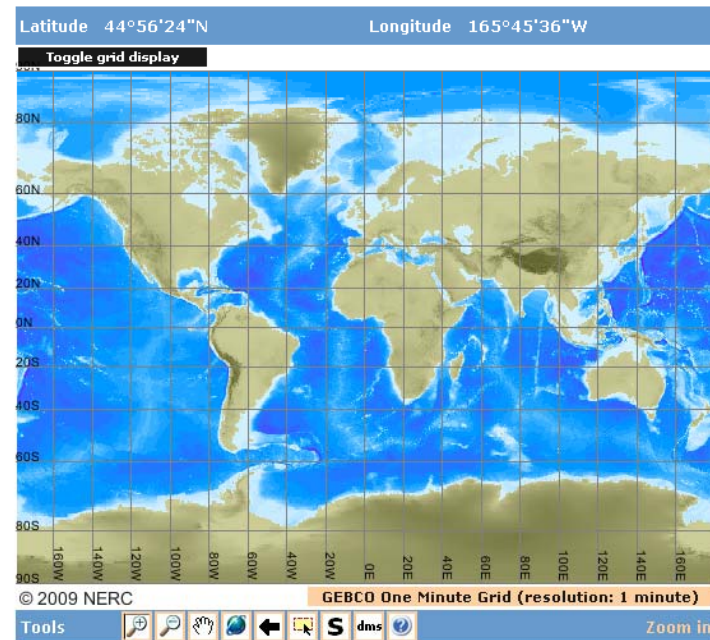 Latitude 44°56'24"N Longitude 165°45'36"W
Toggle grid display
80N
60N
40N
20N
0N
20S
40S
60S
80S
90S
160W 140W 120W 100W 80W 60W 40W 20W 0E 20E 40E 60E 80E 100E 120E 140E 160E
© 2009 NERC GEBCO One Minute Grid (resolution: 1 minute)
Tools S dms ? Zoom in